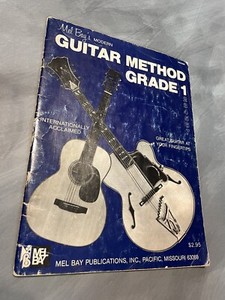 Mel Bay's MODERN
GUITAR METHOD
GRADE 1
INTERNATIONALLY
ACCLAIMED
GREAT GUITAR AT
YOUR FINGERTIPS
MEL
BAY
$2.95
MEL BAY PUBLICATIONS, INC., PACIFIC, MISSOURI 63069